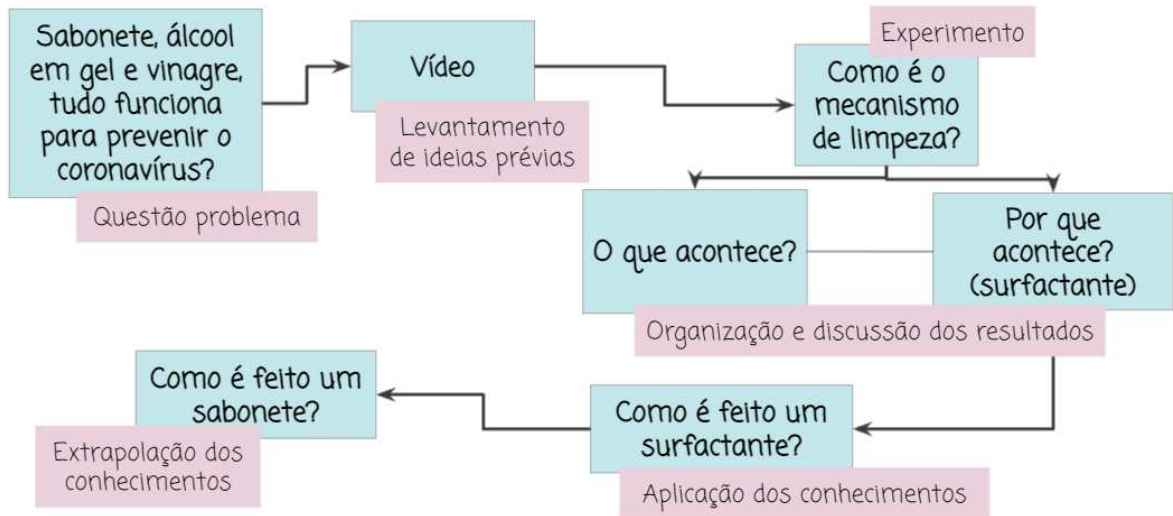 Sabonete, álcool
em gel e vinagre,
tudo funciona
para prevenir o
coronavírus?
Questão problema
Vídeo
Levantamento
de ideias prévias
Experimento
Como é o
mecanismo
de limpeza?
O que acontece?
Por que
acontece?
(surfactante)
Organização e discussão dos resultados
Como é feito um
surfactante?
Aplicação dos conhecimentos
Como é feito um
sabonete?
Extrapolação dos
conhecimentos